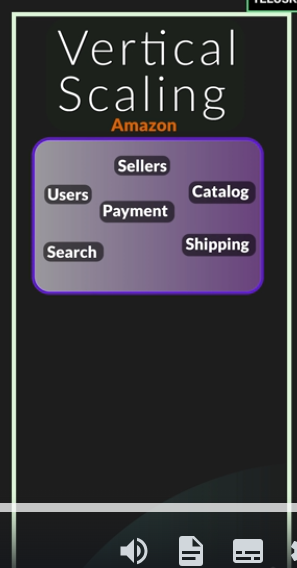 Vertical
Scaling
Amazon
Sellers
Users
Catalog
Payment
Shipping
Search